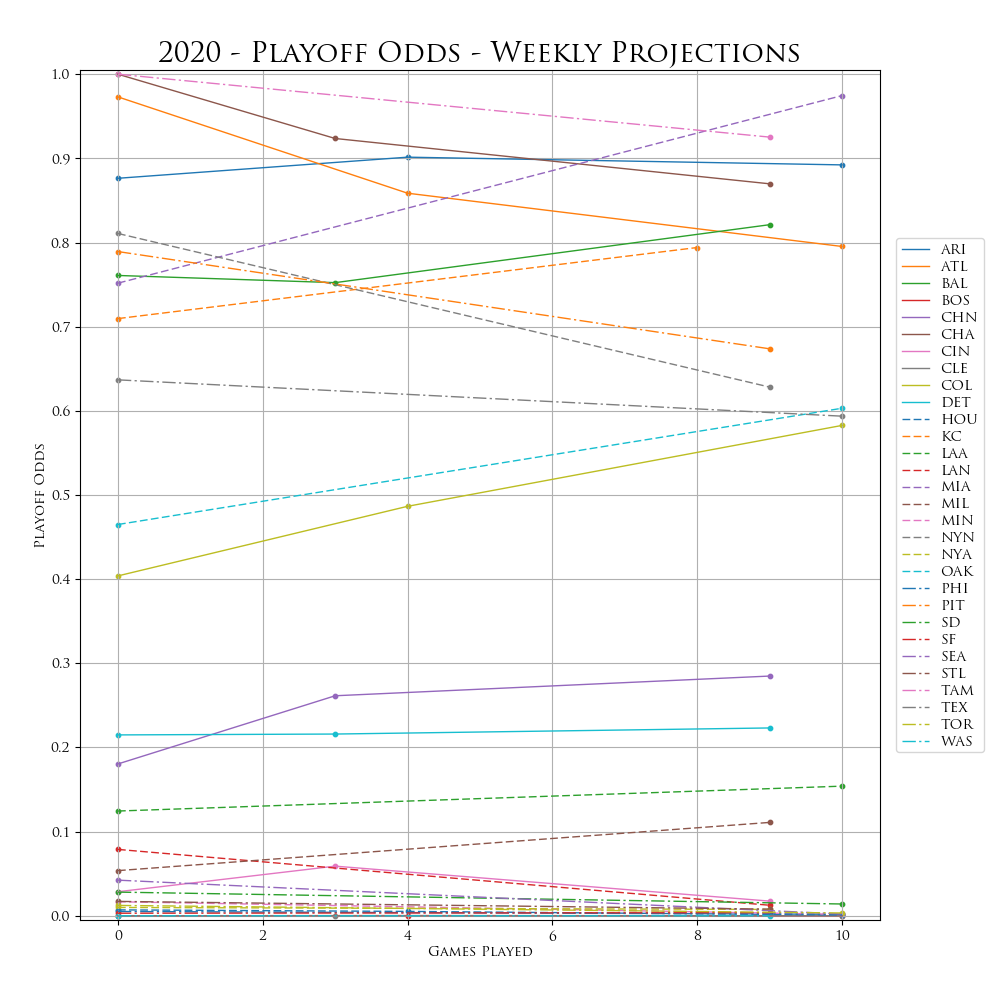 2020 - Playoff Odds - Weekly Projections
1.0
0.9
0.8
0.7
0.6
0.5
0.4
0.3
0.2
0.1
0.0
Playoff Odds
0 2 4 6 8 10
Games Played
ARI
ATL
BAL
BOS
CHN
CHA
CIN
CLE
COL
DET
HOU
KC
LAA
LAN
MIA
MIL
MIN
NYN
NYA
OAK
PHI
PIT
SD
SF
SEA
STL
TAM
TEX
TOR
WAS